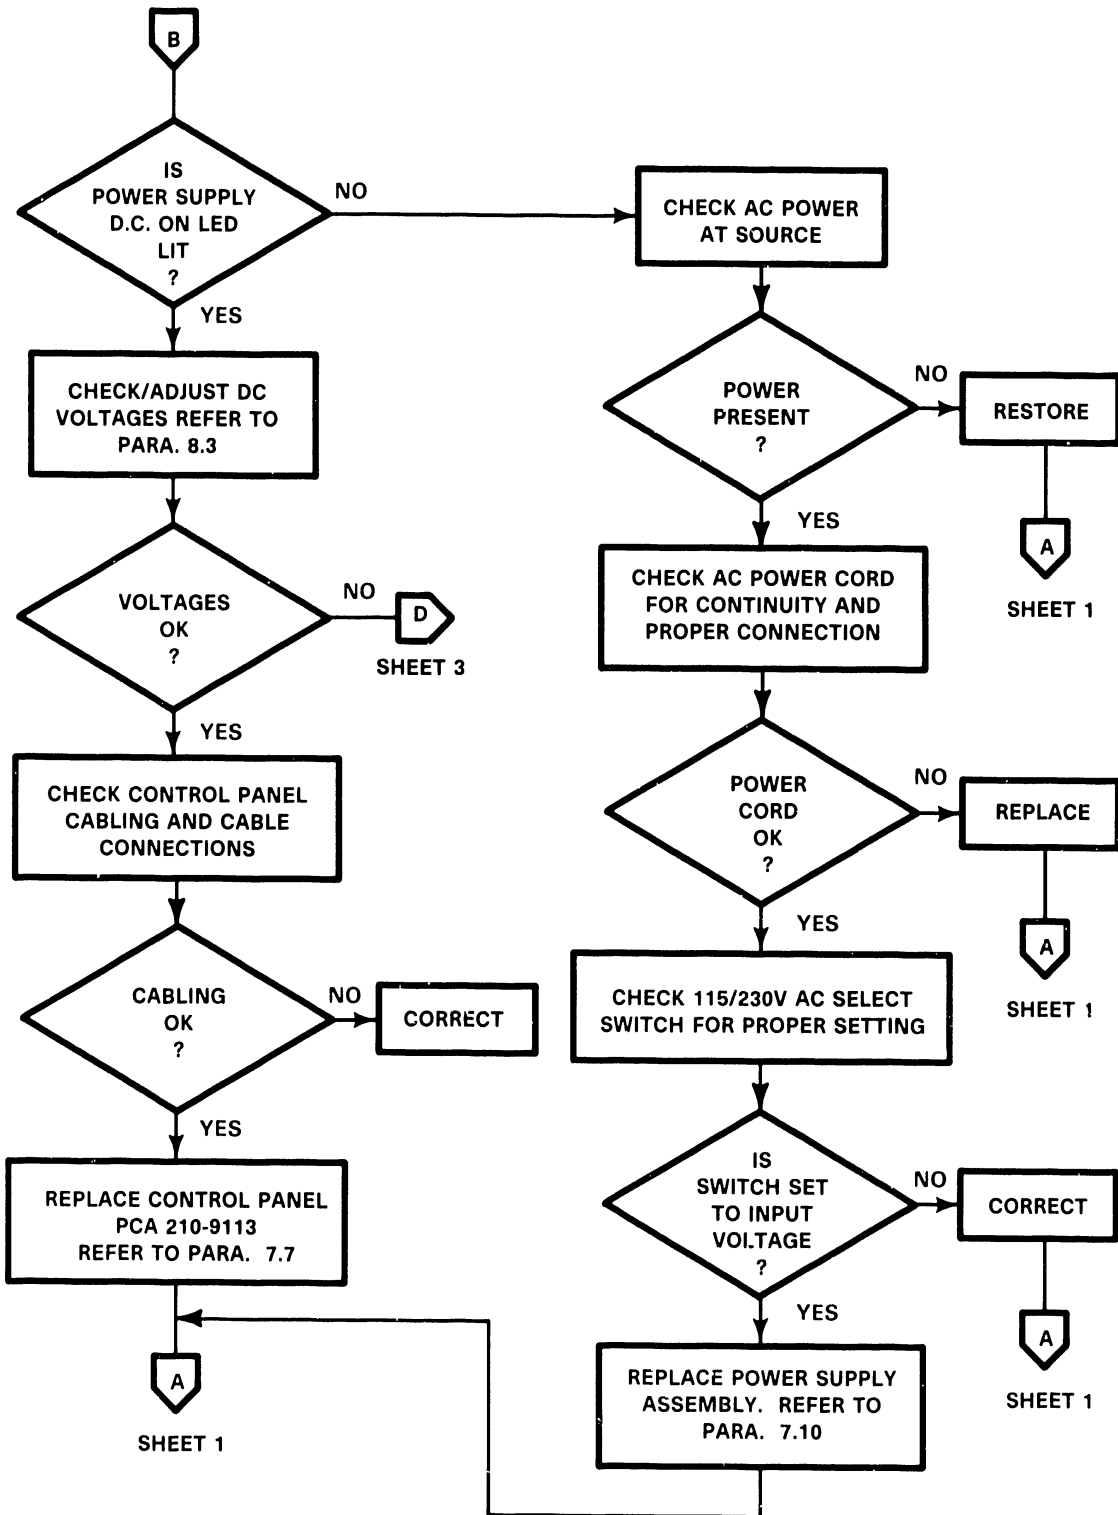 B
IS
POWER SUPPLY
D.C. ON LED
LIT
?
NO
YES
CHECK/ADJUST DC
VOLTAGES REFER TO
PARA. 8.3
VOLTAGES
OK
?
NO
D
SHEET 3
YES
CHECK CONTROL PANEL
CABLING AND CABLE
CONNECTIONS
CABLING
OK
?
NO
CORRECT
YES
REPLACE CONTROL PANEL
PCA 210-9113
REFER TO PARA. 7.7
A
SHEET 1
CHECK AC POWER
AT SOURCE
POWER
PRESENT
?
NO
RESTORE
A
SHEET 1
YES
CHECK AC POWER CORD
FOR CONTINUITY AND
PROPER CONNECTION
POWER
CORD
OK
?
NO
REPLACE
A
SHEET 1
YES
CHECK 115/230V AC SELECT
SWITCH FOR PROPER SETTING
IS
SWITCH SET
TO INPUT
VOLTAGE
?
NO
CORRECT
A
SHEET 1
YES
REPLACE POWER SUPPLY
ASSEMBLY. REFER TO
PARA. 7.10